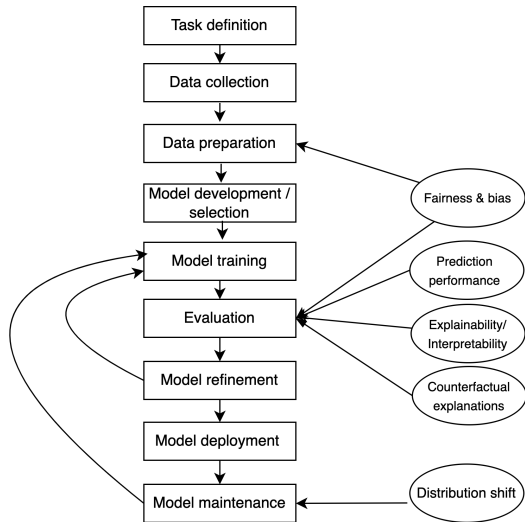 Task definition
Data collection
Data preparation
Model development /
selection
Model training
Evaluation
Model refinement
Model deployment
Model maintenance
Fairness & bias
Prediction
performance
Explainability/
Interpretability
Counterfactual
explanations
Distribution shift